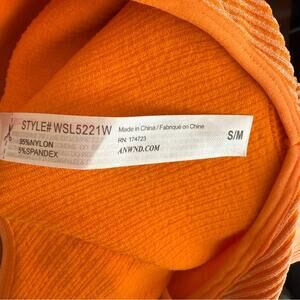 STYLE# WSL5221W
95%NYLON
5%SPANDEX
Made in China / Fabriqué en Chine
RN: 174723
ANWND.COM
S/M